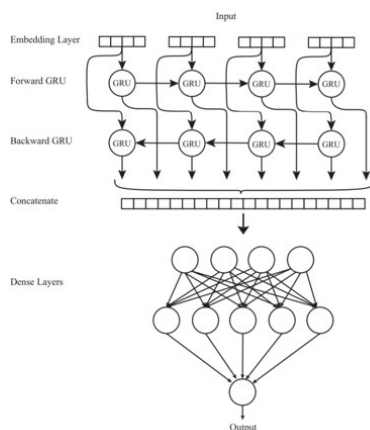 Input
Embedding Layer
Forward GRU
GRU GRU GRU GRU
Backward GRU
GRU GRU GRU GRU
Concatenate
Dense Layers
Output